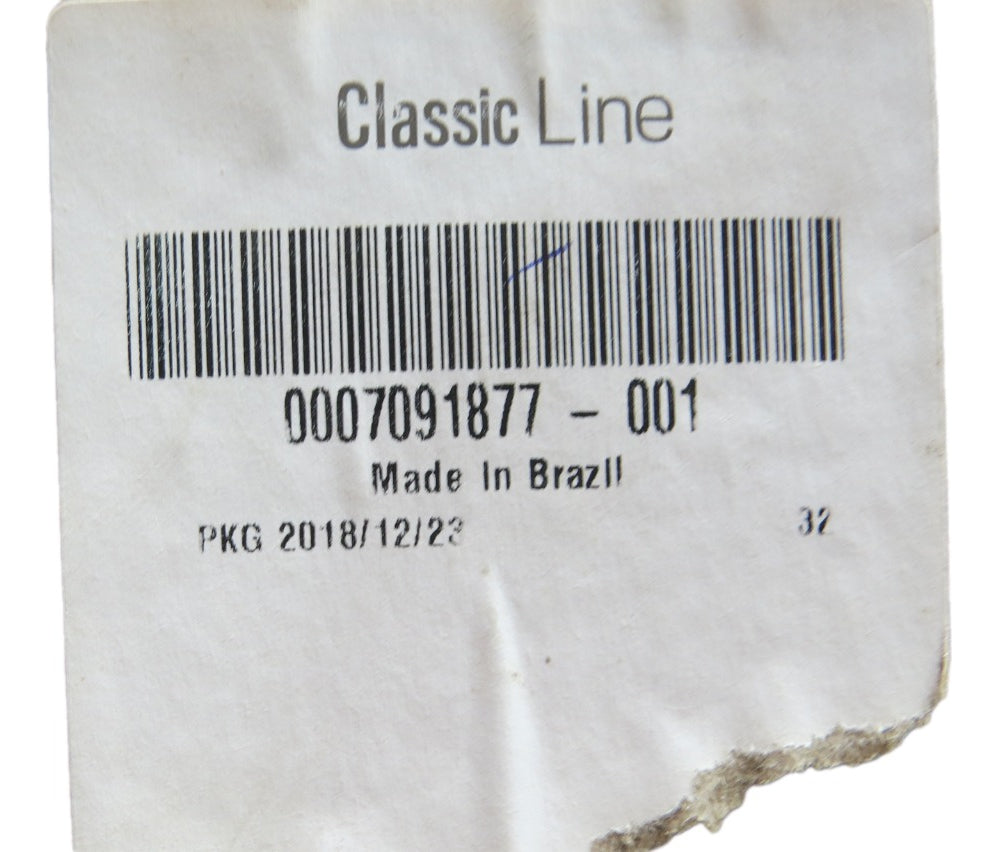 Classic Line
0007091877 - 001
Made In Brazil
PKG 2018/12/23 32